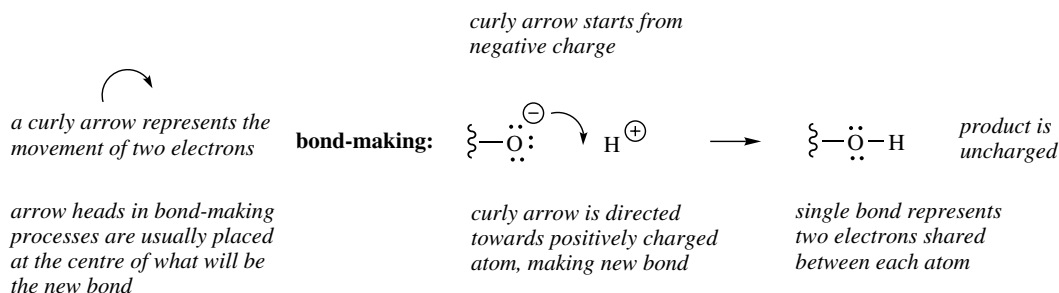 curly arrow starts from
negative charge
a curly arrow represents the
movement of two electrons
bond-making:
O
H
O H
product is
uncharged
arrow heads in bond-making
processes are usually placed
at the centre of what will be
the new bond
curly arrow is directed
towards positively charged
atom, making new bond
single bond represents
two electrons shared
between each atom